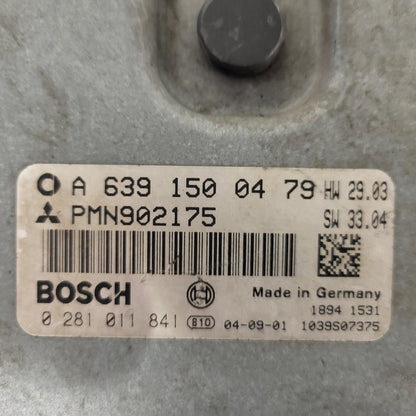 A 639 150 04 79 HW 29.03
PMN902175 SW 33.04
BOSCH Made in Germany
1894 1531
0 281 011 841 810 04-09-01 1039S07375